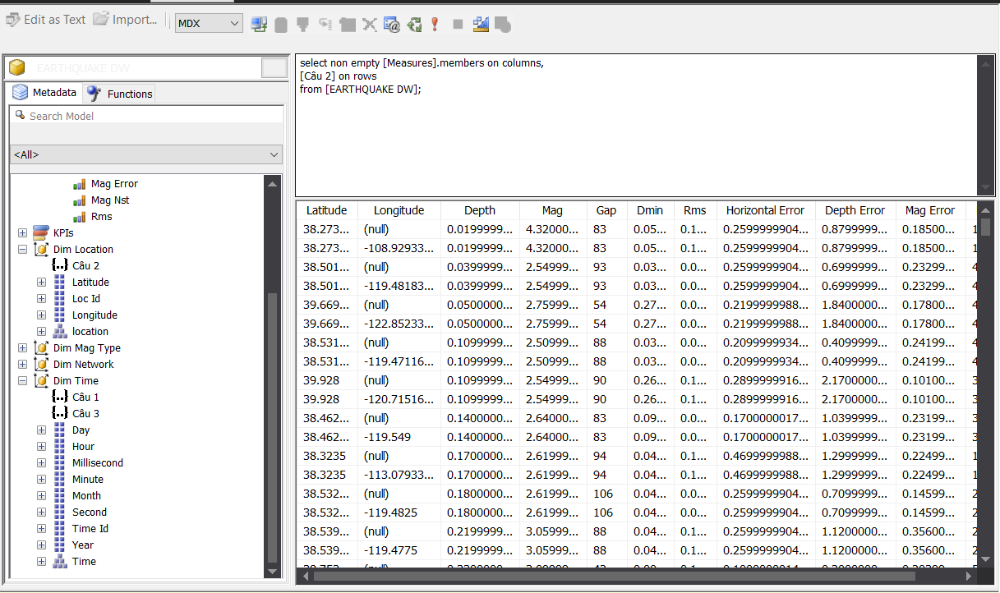 Edit as Text Import... MDX
EARTHQUAKE DW
Metadata Functions
Search Model
<All>
Mag Error
Mag Nst
Rms
KPIs
Dim Location
Câu 2
Latitude
Loc Id
Longitude
location
Dim Mag Type
Dim Network
Dim Time
Câu 1
Câu 3
Day
Hour
Millisecond
Minute
Month
Second
Time Id
Year
Time
select non empty [Measures].members on columns,
[Câu 2] on rows
from [EARTHQUAKE DW];
Latitude Longitude Depth Mag Gap Dmin Rms Horizontal Error Depth Error Mag Error
38.273... (null) 0.0199999... 4.32000... 83 0.05... 0.1... 0.2599999904... 0.8799999... 0.18500... 1
38.273... -108.92933... 0.0199999... 4.32000... 83 0.05... 0.1... 0.2599999904... 0.8799999... 0.18500... 1
38.501... (null) 0.0399999... 2.54999... 93 0.03... 0.0... 0.2599999904... 0.6999999... 0.23299... 4
38.501... -119.48183... 0.0399999... 2.54999... 93 0.03... 0.0... 0.2599999904... 0.6999999... 0.23299... 4
39.669... (null) 0.0500000... 2.75999... 54 0.27... 0.0... 0.2199999988... 1.8400000... 0.17800... 4
39.669... -122.85233... 0.0500000... 2.75999... 54 0.27... 0.0... 0.2199999988... 1.8400000... 0.17800... 4
38.531... (null) 0.1099999... 2.50999... 88 0.03... 0.0... 0.2099999934... 0.4099999... 0.24199... 4
38.531... -119.47116... 0.1099999... 2.50999... 88 0.03... 0.0... 0.2099999934... 0.4099999... 0.24199... 4
39.928 (null) 0.1099999... 2.54999... 90 0.26... 0.1... 0.2899999916... 2.1700000... 0.10100... 3
39.928 -120.71516... 0.1099999... 2.54999... 90 0.26... 0.1... 0.2899999916... 2.1700000... 0.10100... 3
38.462... (null) 0.1400000... 2.64000... 83 0.09... 0.0... 0.1700000017... 1.0399999... 0.23199... 3
38.462... -119.549 0.1400000... 2.64000... 83 0.09... 0.0... 0.1700000017... 1.0399999... 0.23199... 3
38.3235 (null) 0.1700000... 2.61999... 94 0.04... 0.1... 0.4699999988... 1.2999999... 0.22499... 1
38.3235 -113.07933... 0.1700000... 2.61999... 94 0.04... 0.1... 0.4699999988... 1.2999999... 0.22499... 1
38.532... (null) 0.1800000... 2.61999... 106 0.04... 0.0... 0.2599999904... 0.7099999... 0.14599... 2
38.532... -119.4825 0.1800000... 2.61999... 106 0.04... 0.0... 0.2599999904... 0.7099999... 0.14599... 2
38.539... (null) 0.2199999... 3.05999... 88 0.04... 0.1... 0.2599999904... 1.1200000... 0.35600... 2
38.539... -119.4775 0.2199999... 3.05999... 88 0.04... 0.1... 0.2599999904... 1.1200000... 0.35600... 2